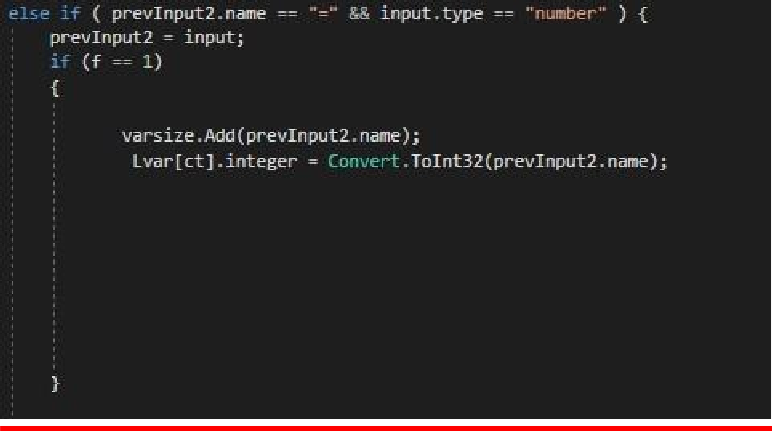 else if ( prevInput2.name == "=" && input.type == "number" ) {
prevInput2 = input;
if (f == 1)
{
varsize.Add(prevInput2.name);
Lvar[ct].integer = Convert.ToInt32(prevInput2.name);
}